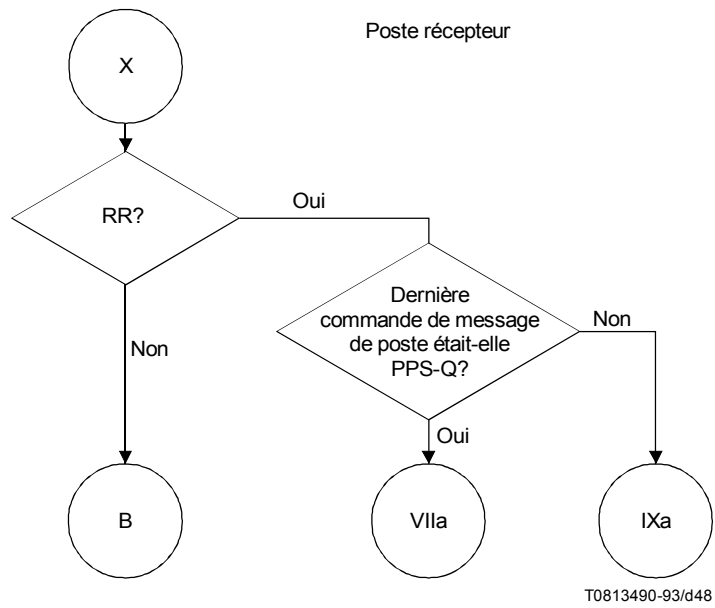 Poste récepteur
X
RR?
Oui
Dernière
commande de message
de poste était-elle
PPS-Q?
Non
Non
Oui
B
VIIa
IXa
T0813490-93/d48